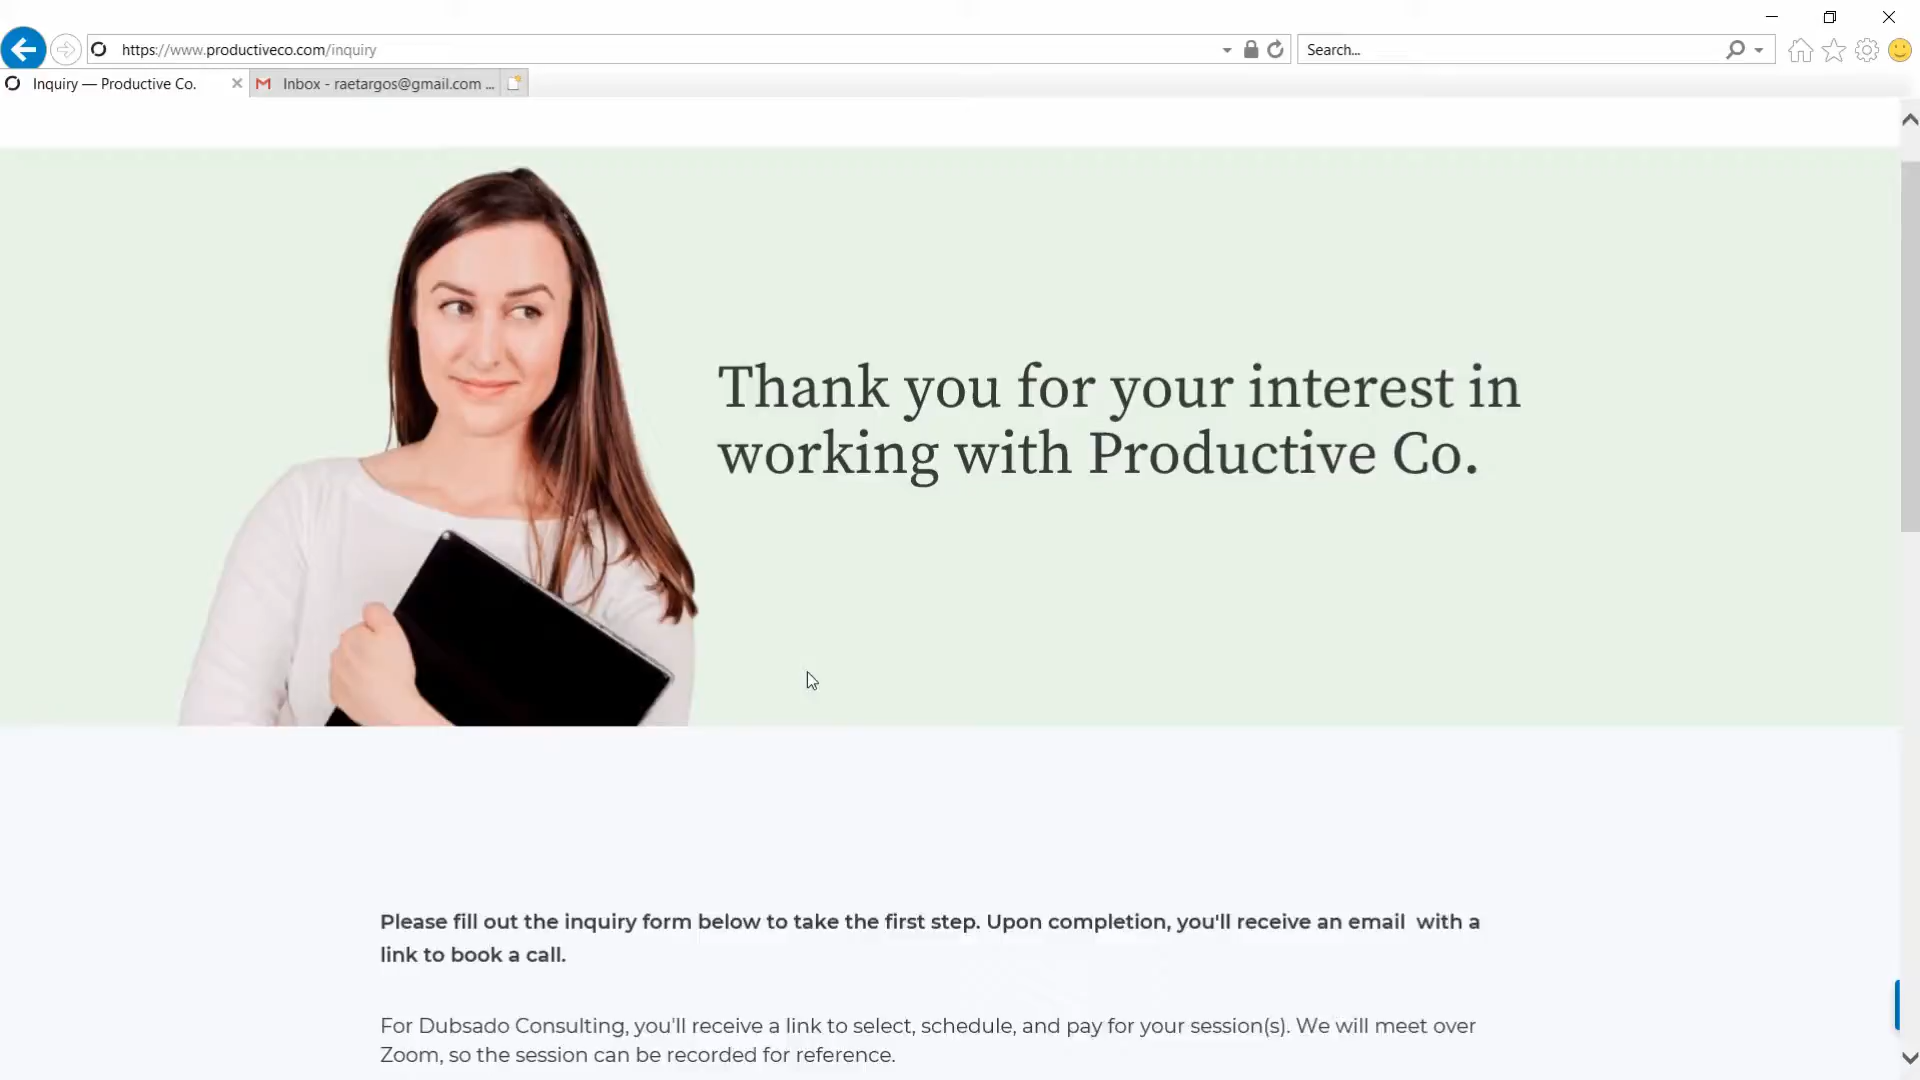 https://www.productiveco.com/inquiry
Search...
Inquiry — Productive Co.
Inbox - raetargos@gmail.com ...
Thank you for your interest in
working with Productive Co.
Please fill out the inquiry form below to take the first step. Upon completion, you'll receive an email with a
link to book a call.
For Dubsado Consulting, you'll receive a link to select, schedule, and pay for your session(s). We will meet over
Zoom, so the session can be recorded for reference.